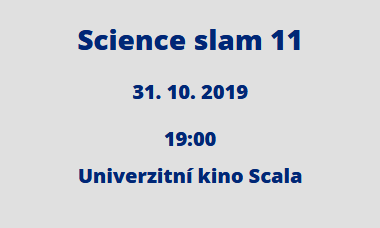 Science slam 11
31. 10. 2019
19:00
Univerzitní kino Scala